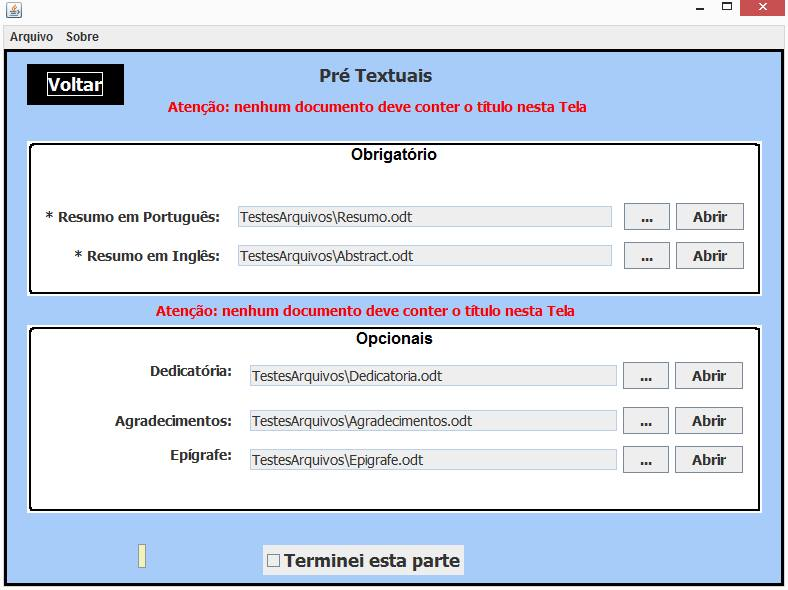 Arquivo Sobre
Voltar
Pré Textuais
Atenção: nenhum documento deve conter o título nesta Tela
Obrigatório
* Resumo em Português: TestesArquivos\Resumo.odt ... Abrir
* Resumo em Inglês: TestesArquivos\Abstract.odt ... Abrir
Atenção: nenhum documento deve conter o título nesta Tela
Opcionais
Dedicatória: TestesArquivos\Dedicatoria.odt ... Abrir
Agradecimentos: TestesArquivos\Agradecimentos.odt ... Abrir
Epígrafe: TestesArquivos\Epigrafe.odt ... Abrir
Terminei esta parte